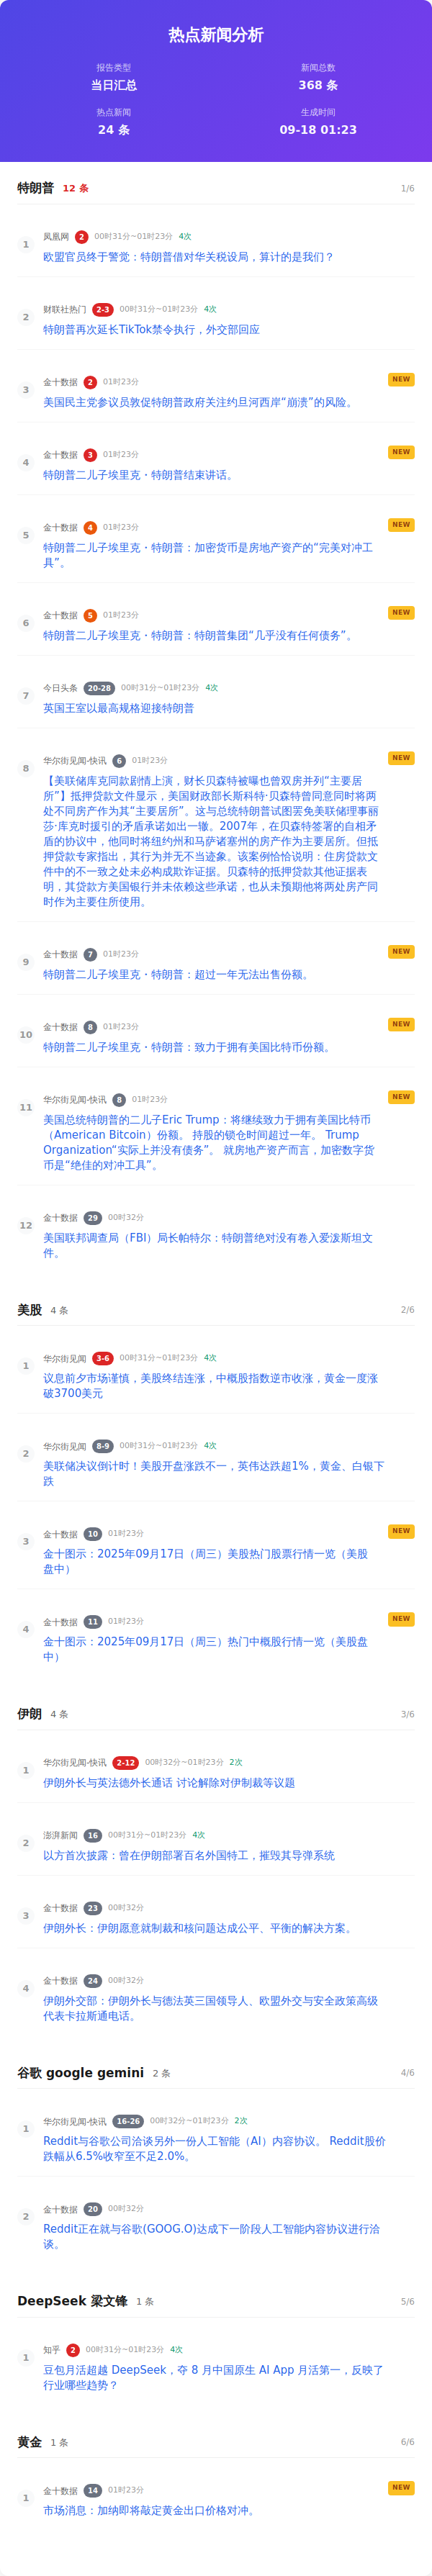 热点新闻分析
报告类型
当日汇总
新闻总数
368 条
热点新闻
24 条
生成时间
09-18 01:23
特朗普 12 条 1/6
1
凤凰网 2 00时31分~01时23分 4次
欧盟官员终于警觉：特朗普借对华关税设局，算计的是我们？
2
财联社热门 2-3 00时31分~01时23分 4次
特朗普再次延长TikTok禁令执行，外交部回应
3
金十数据 2 01时23分 NEW
美国民主党参议员敦促特朗普政府关注约旦河西岸“崩溃”的风险。
4
金十数据 3 01时23分 NEW
特朗普二儿子埃里克·特朗普结束讲话。
5
金十数据 4 01时23分 NEW
特朗普二儿子埃里克·特朗普：加密货币是房地产资产的“完美对冲工
具”。
6
金十数据 5 01时23分 NEW
特朗普二儿子埃里克·特朗普：特朗普集团“几乎没有任何债务”。
7
今日头条 20-28 00时31分~01时23分 4次
英国王室以最高规格迎接特朗普
8
华尔街见闻-快讯 6 01时23分 NEW
【美联储库克同款剧情上演，财长贝森特被曝也曾双房并列“主要居
所”】抵押贷款文件显示，美国财政部长斯科特·贝森特曾同意同时将两
处不同房产作为其“主要居所”。这与总统特朗普试图罢免美联储理事丽
莎·库克时援引的矛盾承诺如出一辙。2007年，在贝森特签署的自相矛
盾的协议中，他同时将纽约州和马萨诸塞州的房产作为主要居所。但抵
押贷款专家指出，其行为并无不当迹象。该案例恰恰说明：住房贷款文
件中的不一致之处未必构成欺诈证据。贝森特的抵押贷款其他证据表
明，其贷款方美国银行并未依赖这些承诺，也从未预期他将两处房产同
时作为主要住所使用。
9
金十数据 7 01时23分 NEW
特朗普二儿子埃里克·特朗普：超过一年无法出售份额。
10
金十数据 8 01时23分 NEW
特朗普二儿子埃里克·特朗普：致力于拥有美国比特币份额。
11
华尔街见闻-快讯 8 01时23分 NEW
美国总统特朗普的二儿子Eric Trump：将继续致力于拥有美国比特币
（American Bitcoin）份额。 持股的锁仓时间超过一年。 Trump
Organization“实际上并没有债务”。 就房地产资产而言，加密数字货
币是“绝佳的对冲工具”。
12
金十数据 29 00时32分
美国联邦调查局（FBI）局长帕特尔：特朗普绝对没有卷入爱泼斯坦文
件。
美股 4 条 2/6
1
华尔街见闻 3-6 00时31分~01时23分 4次
议息前夕市场谨慎，美股终结连涨，中概股指数逆市收涨，黄金一度涨
破3700美元
2
华尔街见闻 8-9 00时31分~01时23分 4次
美联储决议倒计时！美股开盘涨跌不一，英伟达跌超1%，黄金、白银下
跌
3
金十数据 10 01时23分 NEW
金十图示：2025年09月17日（周三）美股热门股票行情一览（美股
盘中）
4
金十数据 11 01时23分 NEW
金十图示：2025年09月17日（周三）热门中概股行情一览（美股盘
中）
伊朗 4 条 3/6
1
华尔街见闻-快讯 2-12 00时32分~01时23分 2次
伊朗外长与英法德外长通话 讨论解除对伊制裁等议题
2
澎湃新闻 16 00时31分~01时23分 4次
以方首次披露：曾在伊朗部署百名外国特工，摧毁其导弹系统
3
金十数据 23 00时32分
伊朗外长：伊朗愿意就制裁和核问题达成公平、平衡的解决方案。
4
金十数据 24 00时32分
伊朗外交部：伊朗外长与德法英三国领导人、欧盟外交与安全政策高级
代表卡拉斯通电话。
谷歌 google gemini 2 条 4/6
1
华尔街见闻-快讯 16-26 00时32分~01时23分 2次
Reddit与谷歌公司洽谈另外一份人工智能（AI）内容协议。 Reddit股价
跌幅从6.5%收窄至不足2.0%。
2
金十数据 20 00时32分
Reddit正在就与谷歌(GOOG.O)达成下一阶段人工智能内容协议进行洽
谈。
DeepSeek 梁文锋 1 条 5/6
1
知乎 2 00时31分~01时23分 4次
豆包月活超越 DeepSeek，夺 8 月中国原生 AI App 月活第一，反映了
行业哪些趋势？
黄金 1 条 6/6
1
金十数据 14 01时23分 NEW
市场消息：加纳即将敲定黄金出口价格对冲。